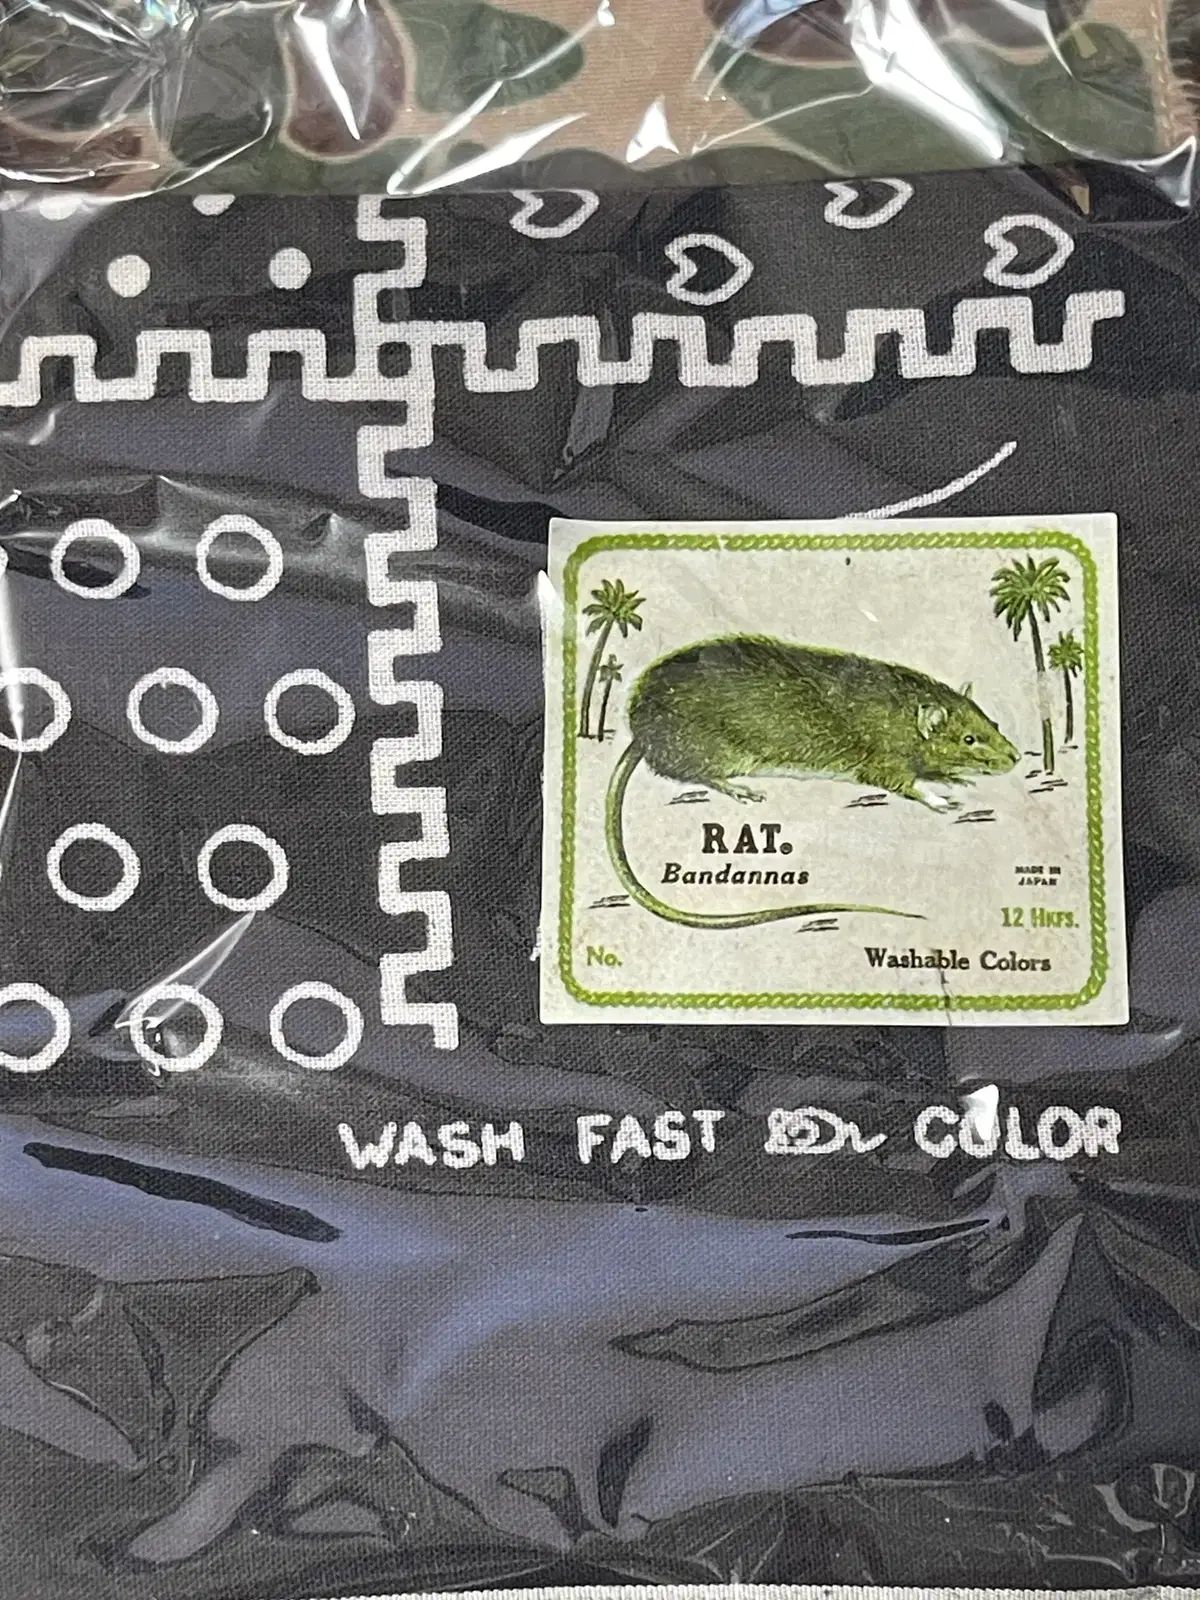 RAT.
Bandannas
MADE IN
JAPAN
12 HKFS.
No.
Washable Colors
WASH FAST COLOR